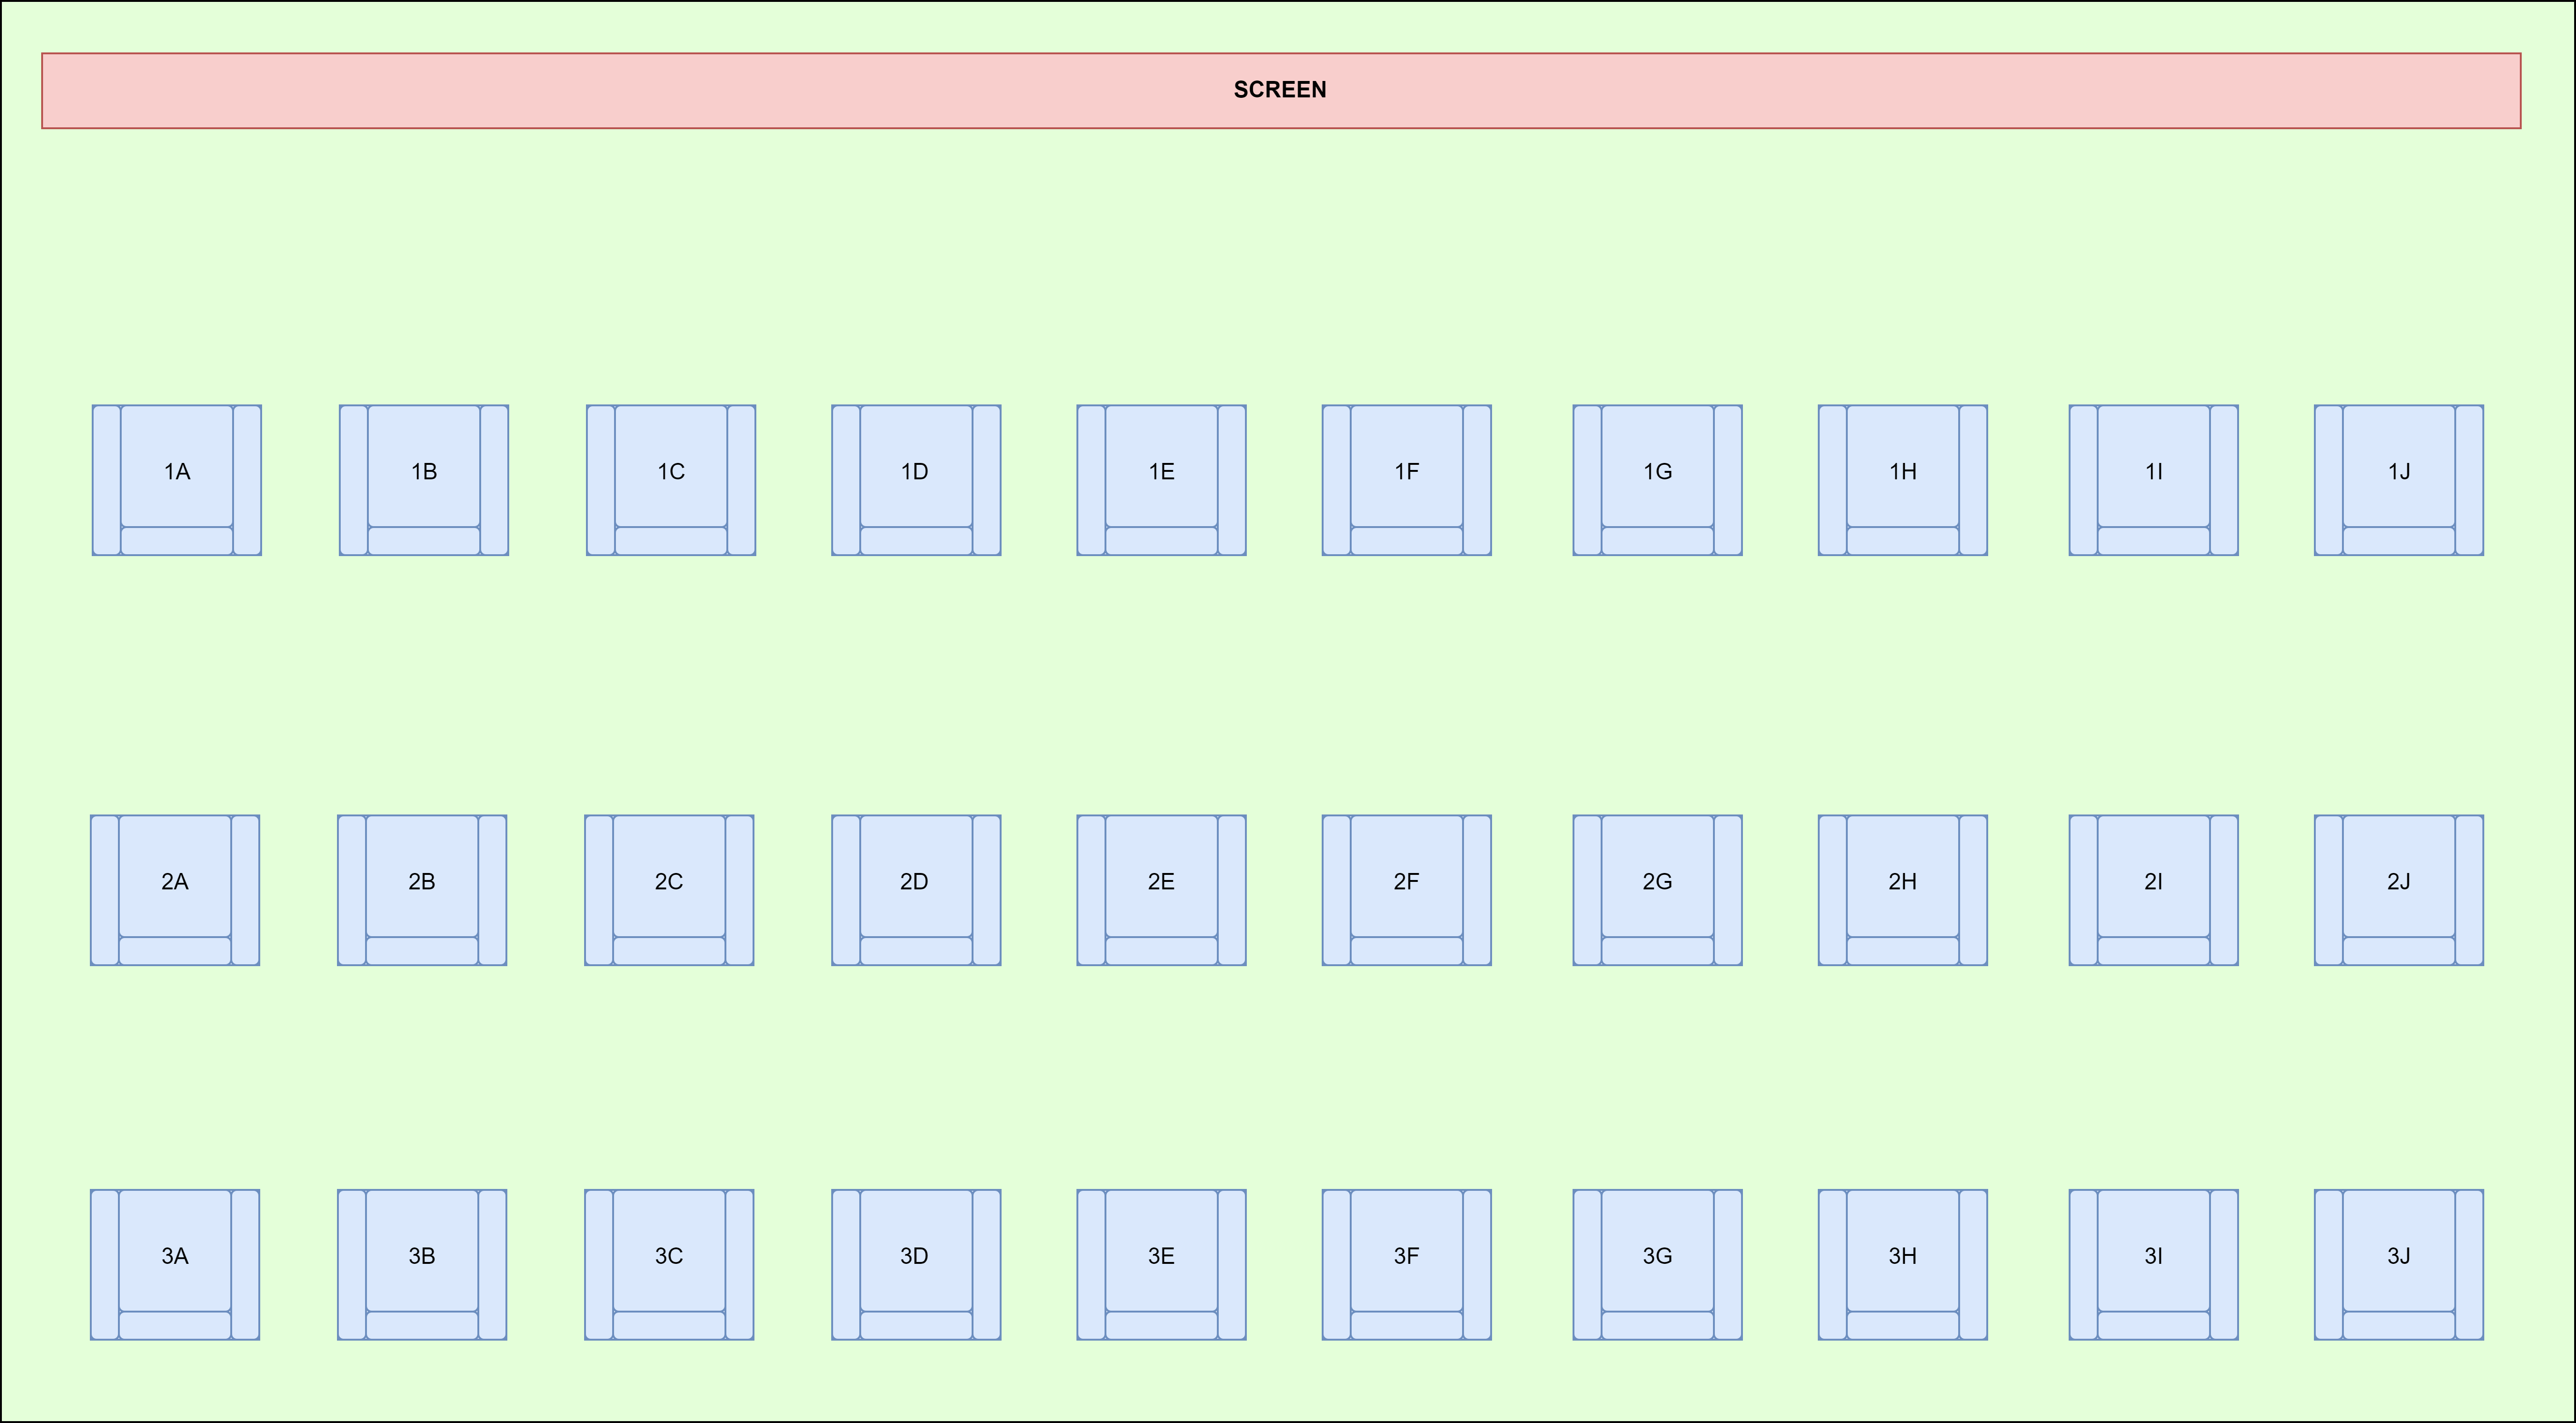 SCREEN
1A 1B 1C 1D 1E 1F 1G 1H 1I 1J
2A 2B 2C 2D 2E 2F 2G 2H 2I 2J
3A 3B 3C 3D 3E 3F 3G 3H 3I 3J